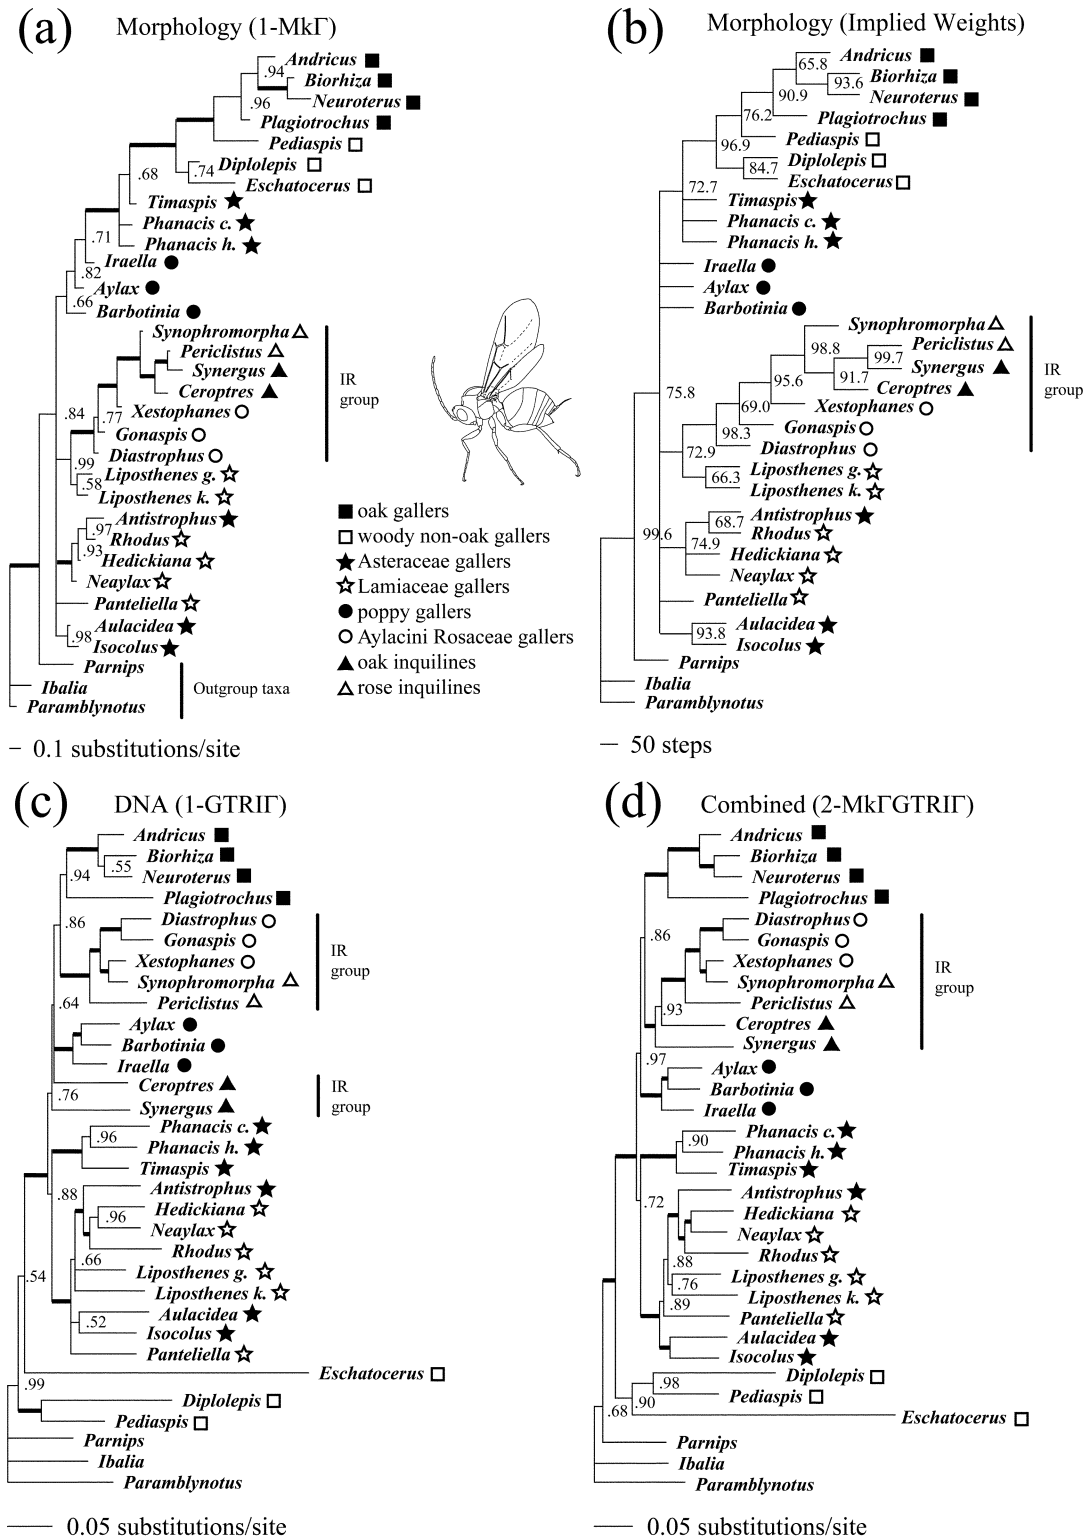 (a) Morphology (1-MkΓ)
Andricus
.94
Biorhiza
.96
Neuroterus
Plagiotrochus
Pediaspis
.68
.74
Diplolepis
Eschatocerus
Timaspis
Phanacis c.
.71
Phanacis h.
Iraella
.82
Aylax
.66
Barbotinia
Synophromorpha
Periclistus
Synergus
Ceroptres
IR
group
.84
.77
Xestophanes
Gonaspis
Diastrophus
.99
Liposthenes g.
.58
Liposthenes k.
Antistrophus
.97
Rhodus
.93
Hedickiana
Neaylax
Panteliella
Aulacidea
.98
Isocolus
Parnips
Ibalia
Outgroup taxa
Paramblynotus
0.1 substitutions/site
oak gallers
woody non-oak gallers
Asteraceae gallers
Lamiaceae gallers
poppy gallers
Aylacini Rosaceae gallers
oak inquilines
rose inquilines
(b) Morphology (Implied Weights)
Andricus
65.8
Biorhiza
93.6
90.9
Neuroterus
76.2
Plagiotrochus
Pediaspis
96.9
Diplolepis
84.7
Eschatocerus
72.7
Timaspis
Phanacis c.
Phanacis h.
Iraella
Aylax
Barbotinia
Synophromorpha
98.8
Periclistus
99.7
Synergus
91.7
95.6
Ceroptres
IR
group
75.8
69.0
Xestophanes
Gonaspis
98.3
Diastrophus
72.9
Liposthenes g.
66.3
Liposthenes k.
Antistrophus
68.7
99.6
Rhodus
74.9
Hedickiana
Neaylax
Panteliella
Aulacidea
93.8
Isocolus
Parnips
Ibalia
Paramblynotus
50 steps
(c) DNA (1-GTRIΓ)
Andricus
Biorhiza
.55
.94
Neuroterus
Plagiotrochus
.86
Diastrophus
Gonaspis
Xestophanes
Synophromorpha
IR
group
.64
Periclistus
Aylax
Barbotinia
Iraella
Ceroptres
.76
Synergus
IR
group
Phanacis c.
.96
Phanacis h.
Timaspis
.88
Antistrophus
Hedickiana
.96
Neaylax
Rhodus
.66
Liposthenes g.
.54
Liposthenes k.
Aulacidea
.52
Isocolus
Panteliella
Eschatocerus
.99
Diplolepis
Pediaspis
Parnips
Ibalia
Paramblynotus
0.05 substitutions/site
(d) Combined (2-MkΓGTRIΓ)
Andricus
Biorhiza
Neuroterus
Plagiotrochus
.86
Diastrophus
Gonaspis
Xestophanes
Synophromorpha
IR
group
Periclistus
.93
Ceroptres
Synergus
.97
Aylax
Barbotinia
Iraella
Phanacis c.
.90
Phanacis h.
Timaspis
.72
Antistrophus
Hedickiana
Neaylax
Rhodus
.88
Liposthenes g.
.76
Liposthenes k.
.89
Panteliella
Aulacidea
Isocolus
Diplolepis
.98
Pediaspis
.90
.68
Eschatocerus
Parnips
Ibalia
Paramblynotus
0.05 substitutions/site